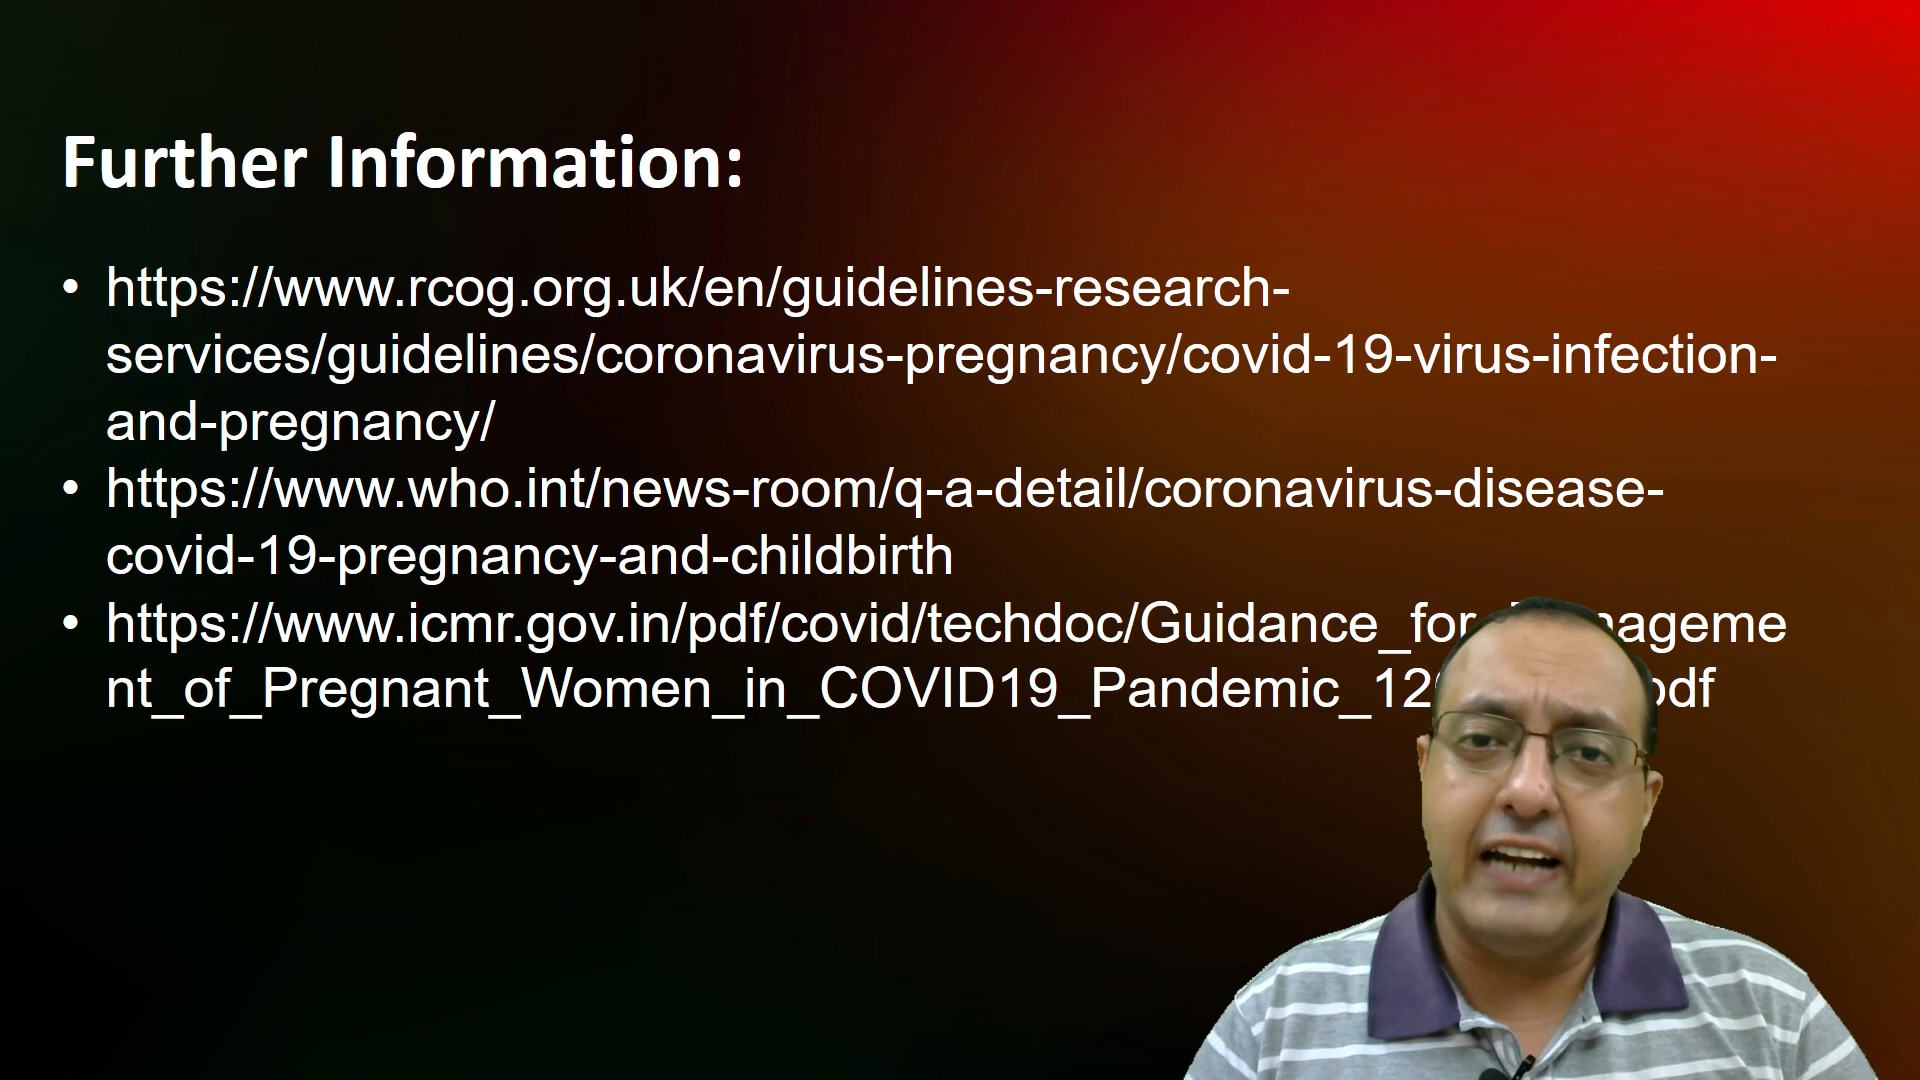 Further Information:
• https://www.rcog.org.uk/en/guidelines-research-
services/guidelines/coronavirus-pregnancy/covid-19-virus-infection-
and-pregnancy/
• https://www.who.int/news-room/q-a-detail/coronavirus-disease-
covid-19-pregnancy-and-childbirth
• https://www.icmr.gov.in/pdf/covid/techdoc/Guidance_for ageme
nt_of_Pregnant_Women_in_COVID19_Pandemic_12 pdf